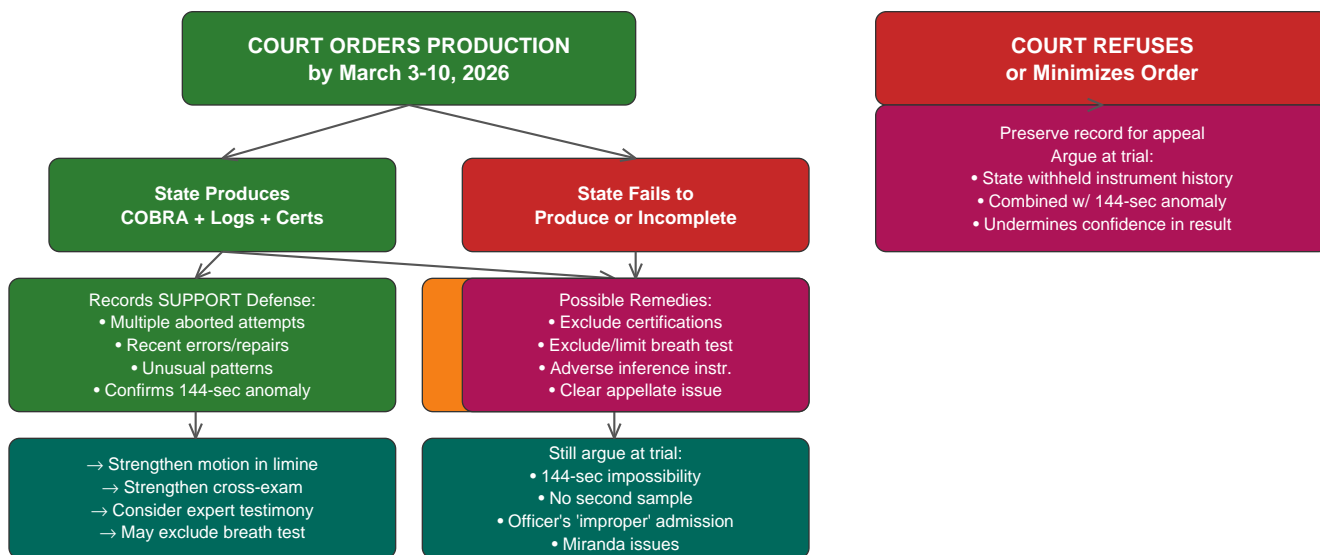 COURT ORDERS PRODUCTION
by March 3-10, 2026
COURT REFUSES
or Minimizes Order
Preserve record for appeal
Argue at trial:
• State withheld instrument history
• Combined w/ 144-sec anomaly
• Undermines confidence in result
State Produces
COBRA + Logs + Certs
State Fails to
Produce or Incomplete
Records SUPPORT Defense:
• Multiple aborted attempts
• Recent errors/repairs
• Unusual patterns
• Confirms 144-sec anomaly
Possible Remedies:
• Exclude certifications
• Exclude/limit breath test
• Adverse inference instr.
• Clear appellate issue
→ Strengthen motion in limine
→ Strengthen cross-exam
→ Consider expert testimony
→ May exclude breath test
Still argue at trial:
• 144-sec impossibility
• No second sample
• Officer's 'improper' admission
• Miranda issues